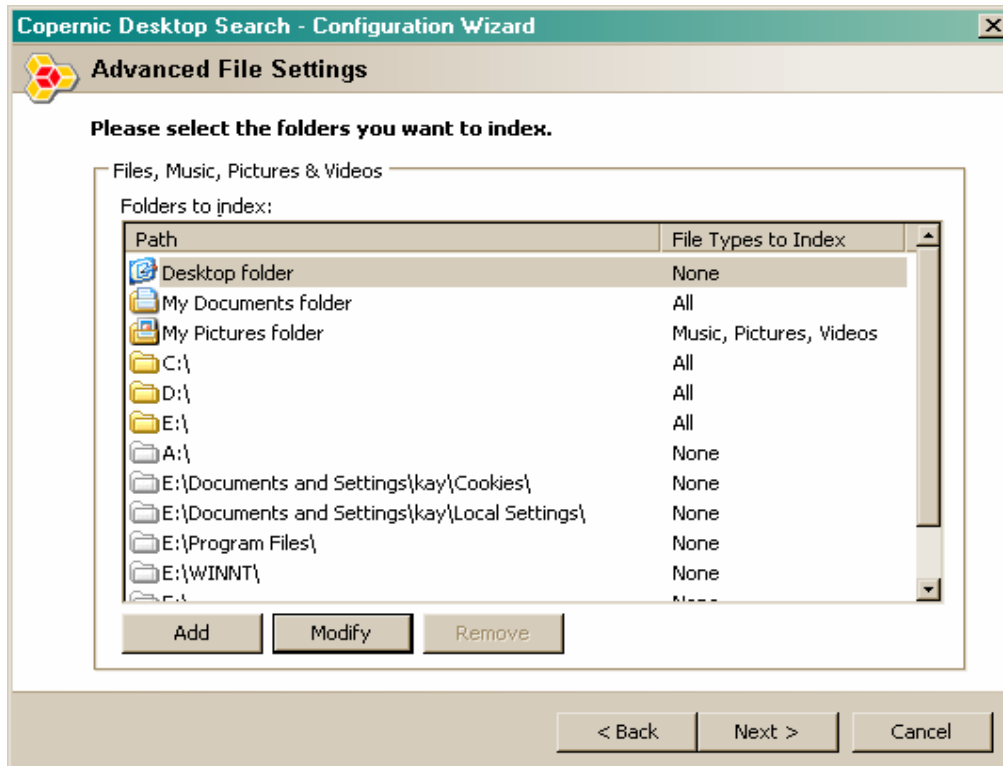 Copernic Desktop Search - Configuration Wizard
Advanced File Settings
Please select the folders you want to index.
Files, Music, Pictures & Videos
Folders to index:
Path File Types to Index
Desktop folder None
My Documents folder All
My Pictures folder Music, Pictures, Videos
C:\ All
D:\ All
E:\ All
A:\ None
E:\Documents and Settings\kay\Cookies\ None
E:\Documents and Settings\kay\Local Settings\ None
E:\Program Files\ None
E:\WINNT\ None
Add Modify Remove
< Back Next > Cancel